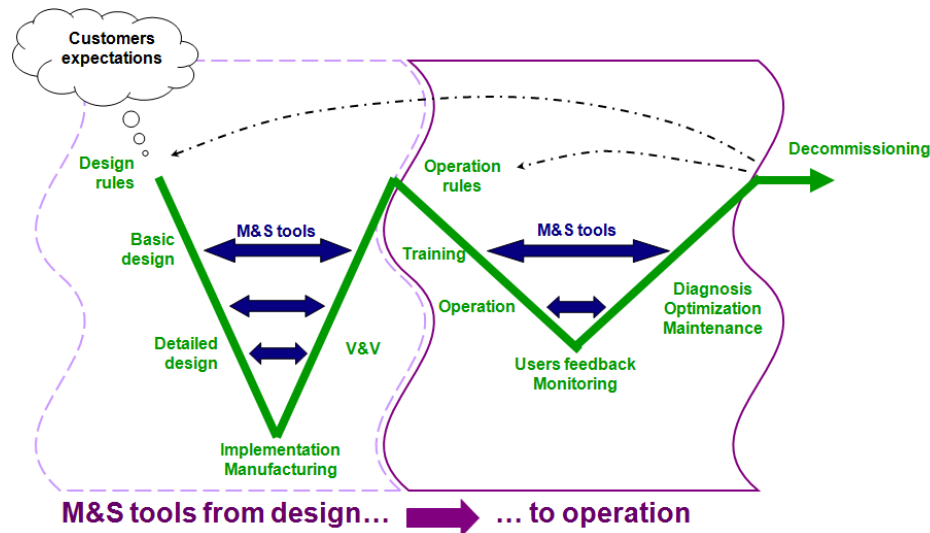 Customers
expectations
Design
rules
Operation
rules
Decommissioning
Basic
design
M&S tools
Training
M&S tools
Operation
Diagnosis
Optimization
Maintenance
Detailed
design
V&V
Users feedback
Monitoring
Implementation
Manufacturing
M&S tools from design… … to operation